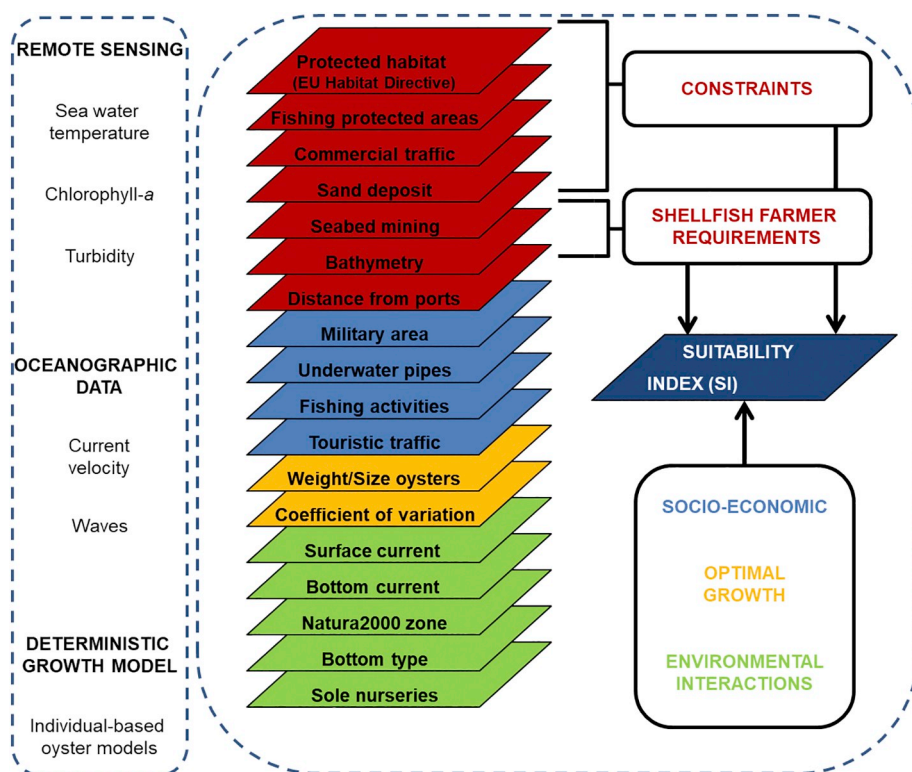 REMOTE SENSING
Sea water
temperature
Chlorophyll-a
Turbidity
OCEANOGRAPHIC
DATA
Current
velocity
Waves
DETERMINISTIC
GROWTH MODEL
Individual-based
oyster models
Protected habitat
(EU Habitat Directive)
Fishing protected areas
Commercial traffic
Sand deposit
Seabed mining
Bathymetry
Distance from ports
Military area
Underwater pipes
Fishing activities
Touristic traffic
Weight/Size oysters
Coefficient of variation
Surface current
Bottom current
Natura2000 zone
Bottom type
Sole nurseries
CONSTRAINTS
SHELLFISH FARMER
REQUIREMENTS
SUITABILITY
INDEX (SI)
SOCIO-ECONOMIC
OPTIMAL
GROWTH
ENVIRONMENTAL
INTERACTIONS